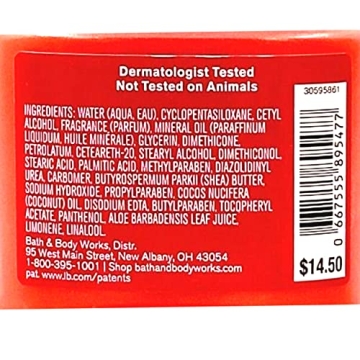 Dermatologist Tested
Not Tested on Animals
30595861
INGREDIENTS: WATER (AQUA, EAU), CYCLOPENTASILOXANE, CETYL
ALCOHOL, FRAGRANCE (PARFUM), MINERAL OIL (PARAFFINUM
LIQUIDUM, HUILE MINERALE), GLYCERIN, DIMETHICONE,
PETROLATUM, CETEARETH-20, STEARYL ALCOHOL, DIMETHICONOL,
STEARIC ACID, PALMITIC ACID, METHYLPARABEN, DIAZOLIDINYL
UREA, CARBOMER, BUTYROSPERMUM PARKII (SHEA) BUTTER,
SODIUM HYDROXIDE, PROPYLPARABEN, COCOS NUCIFERA
(COCONUT) OIL, DISODIUM EDTA, BUTYLPARABEN, TOCOPHERYL
ACETATE, PANTHENOL, ALOE BARBADENSIS LEAF JUICE,
LIMONENE, LINALOOL.
Bath & Body Works, Distr.
95 West Main Street, New Albany, OH 43054
1-800-395-1001 | Shop bathandbodyworks.com
pat. www.lb.com/patents
0 667555 895477
$14.50